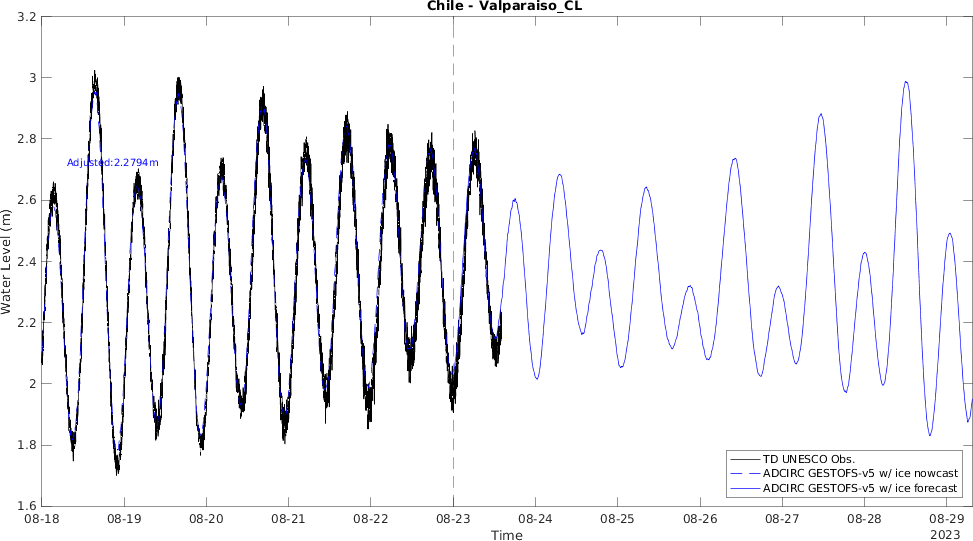 Chile - Valparaiso_CL
3.2
3
2.8
2.6
2.4
2.2
2
1.8
1.6
Water Level (m)
Adjusted:2.2794m
TD UNESCO Obs.
ADCIRC GESTOFS-v5 w/ ice nowcast
ADCIRC GESTOFS-v5 w/ ice forecast
08-18 08-19 08-20 08-21 08-22 08-23 08-24 08-25 08-26 08-27 08-28 08-29
2023
Time